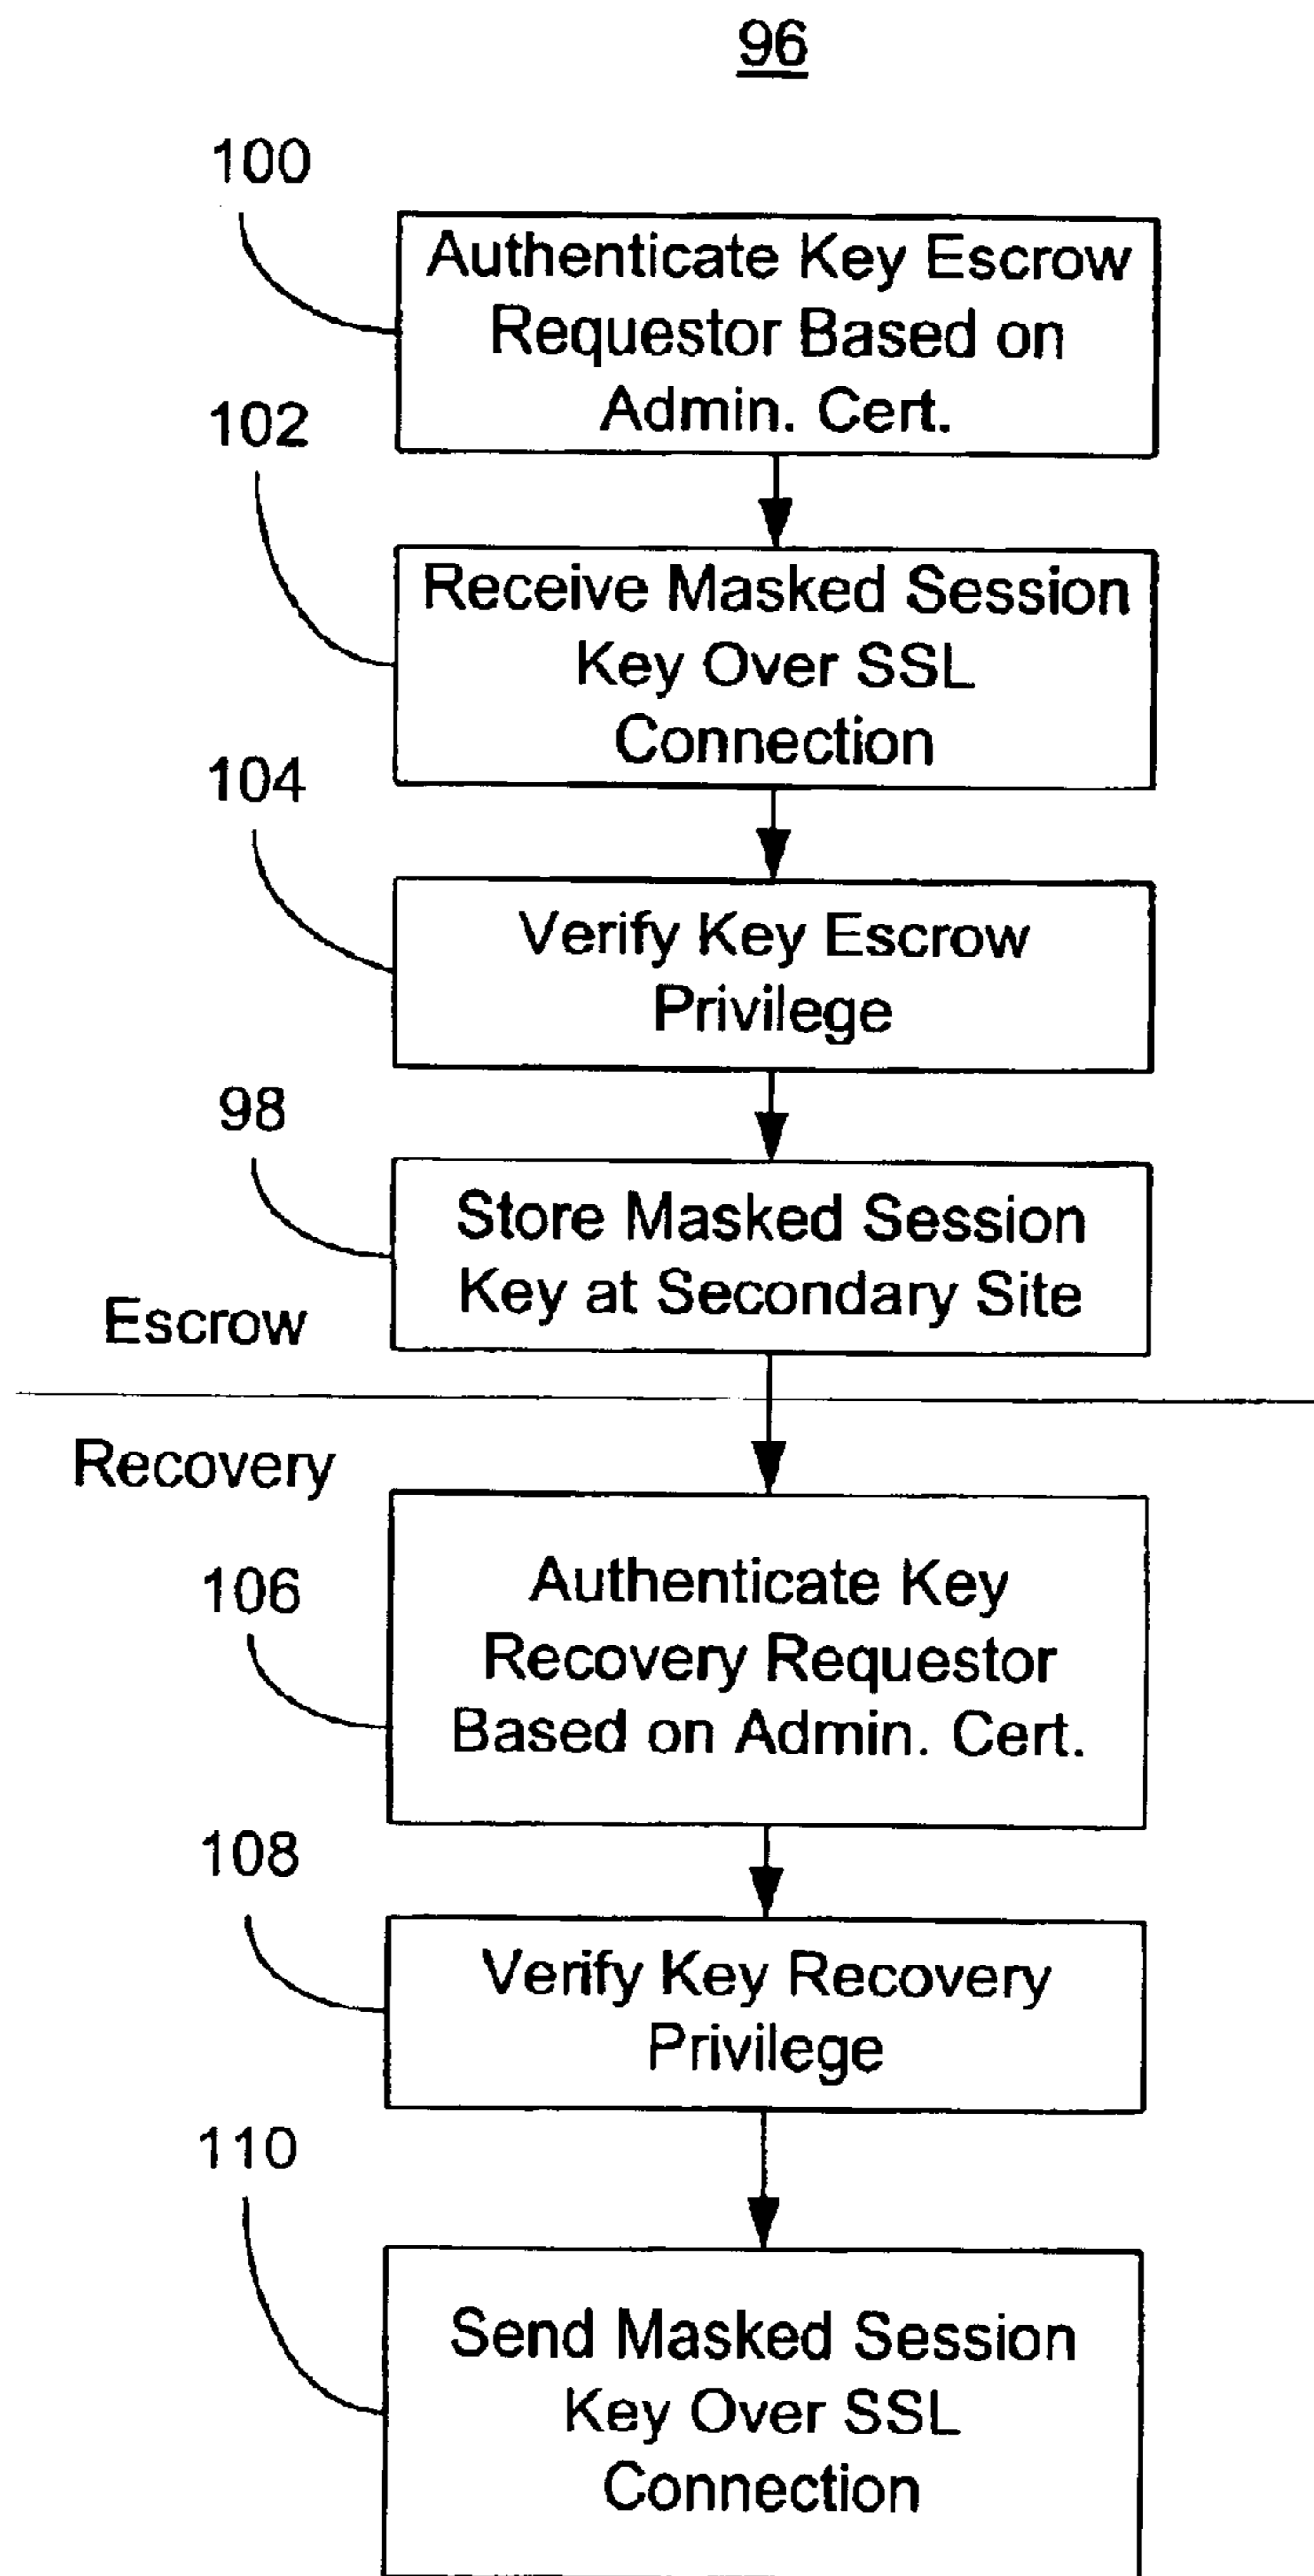 96
100
Authenticate Key Escrow
Requestor Based on
Admin. Cert.
102
Receive Masked Session
Key Over SSL
Connection
104
Verify Key Escrow
Privilege
98
Store Masked Session
Key at Secondary Site
Escrow
Recovery
106
Authenticate Key
Recovery Requestor
Based on Admin. Cert.
108
Verify Key Recovery
Privilege
110
Send Masked Session
Key Over SSL
Connection